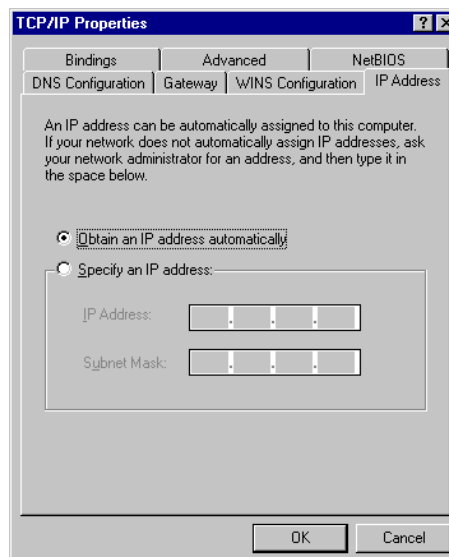 TCP/IP Properties
Bindings Advanced NetBIOS
DNS Configuration Gateway WINS Configuration IP Address
An IP address can be automatically assigned to this computer.
If your network does not automatically assign IP addresses, ask
your network administrator for an address, and then type it in
the space below.
Obtain an IP address automatically
Specify an IP address:
IP Address:
Subnet Mask:
OK Cancel